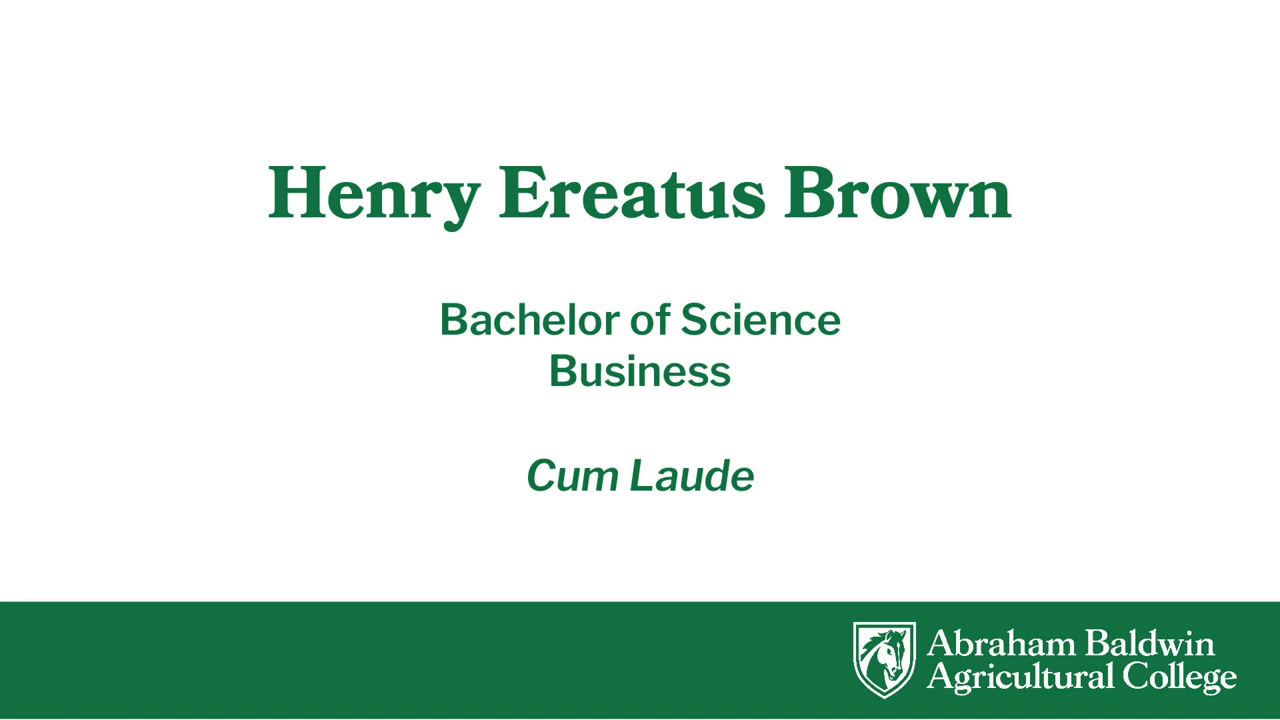 Henry Ereatus Brown
Bachelor of Science
Business
Cum Laude
Abraham Baldwin
Agricultural College